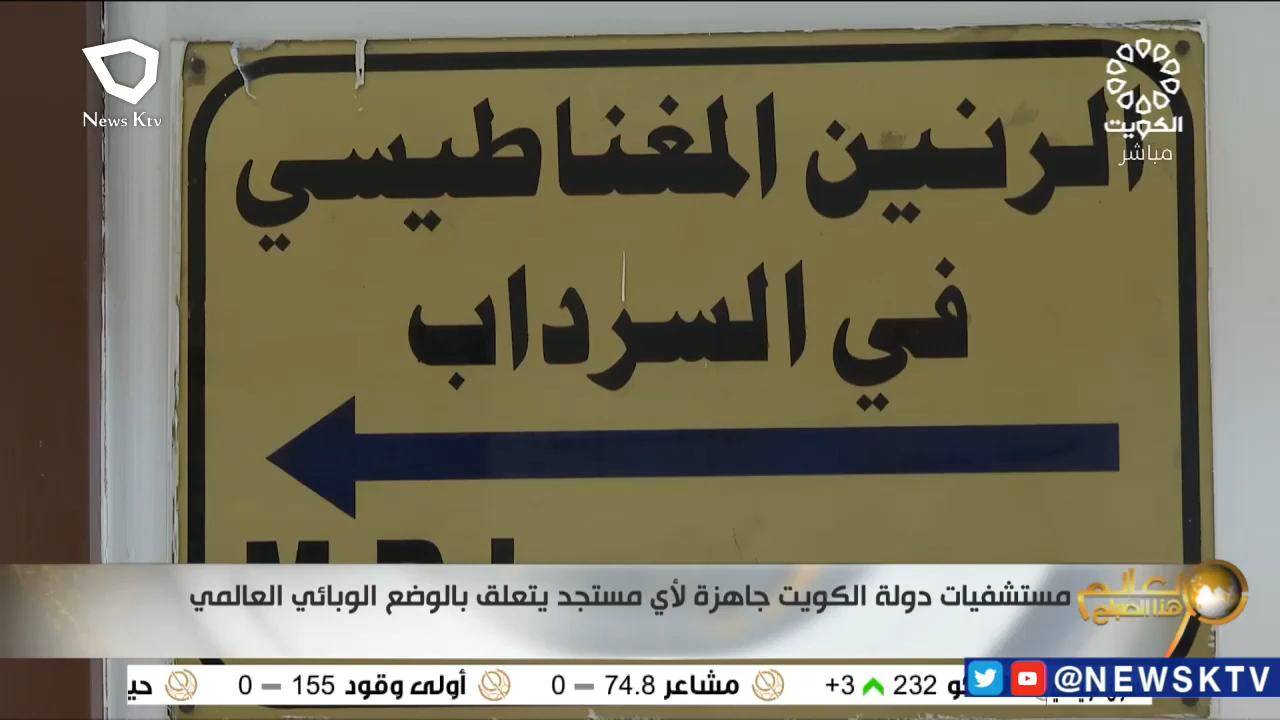 News Ktv
الكويت
مباشر
الرنين المغناطيسي
في السرداب
M.R.I
عالم
هذا الصباح
مستشفيات دولة الكويت جاهزة لأي مستجد يتعلق بالوضع الوبائي العالمي
232 +3
مشاعر 74.8 – 0
أولى وقود 155 – 0
@NEWSKTV